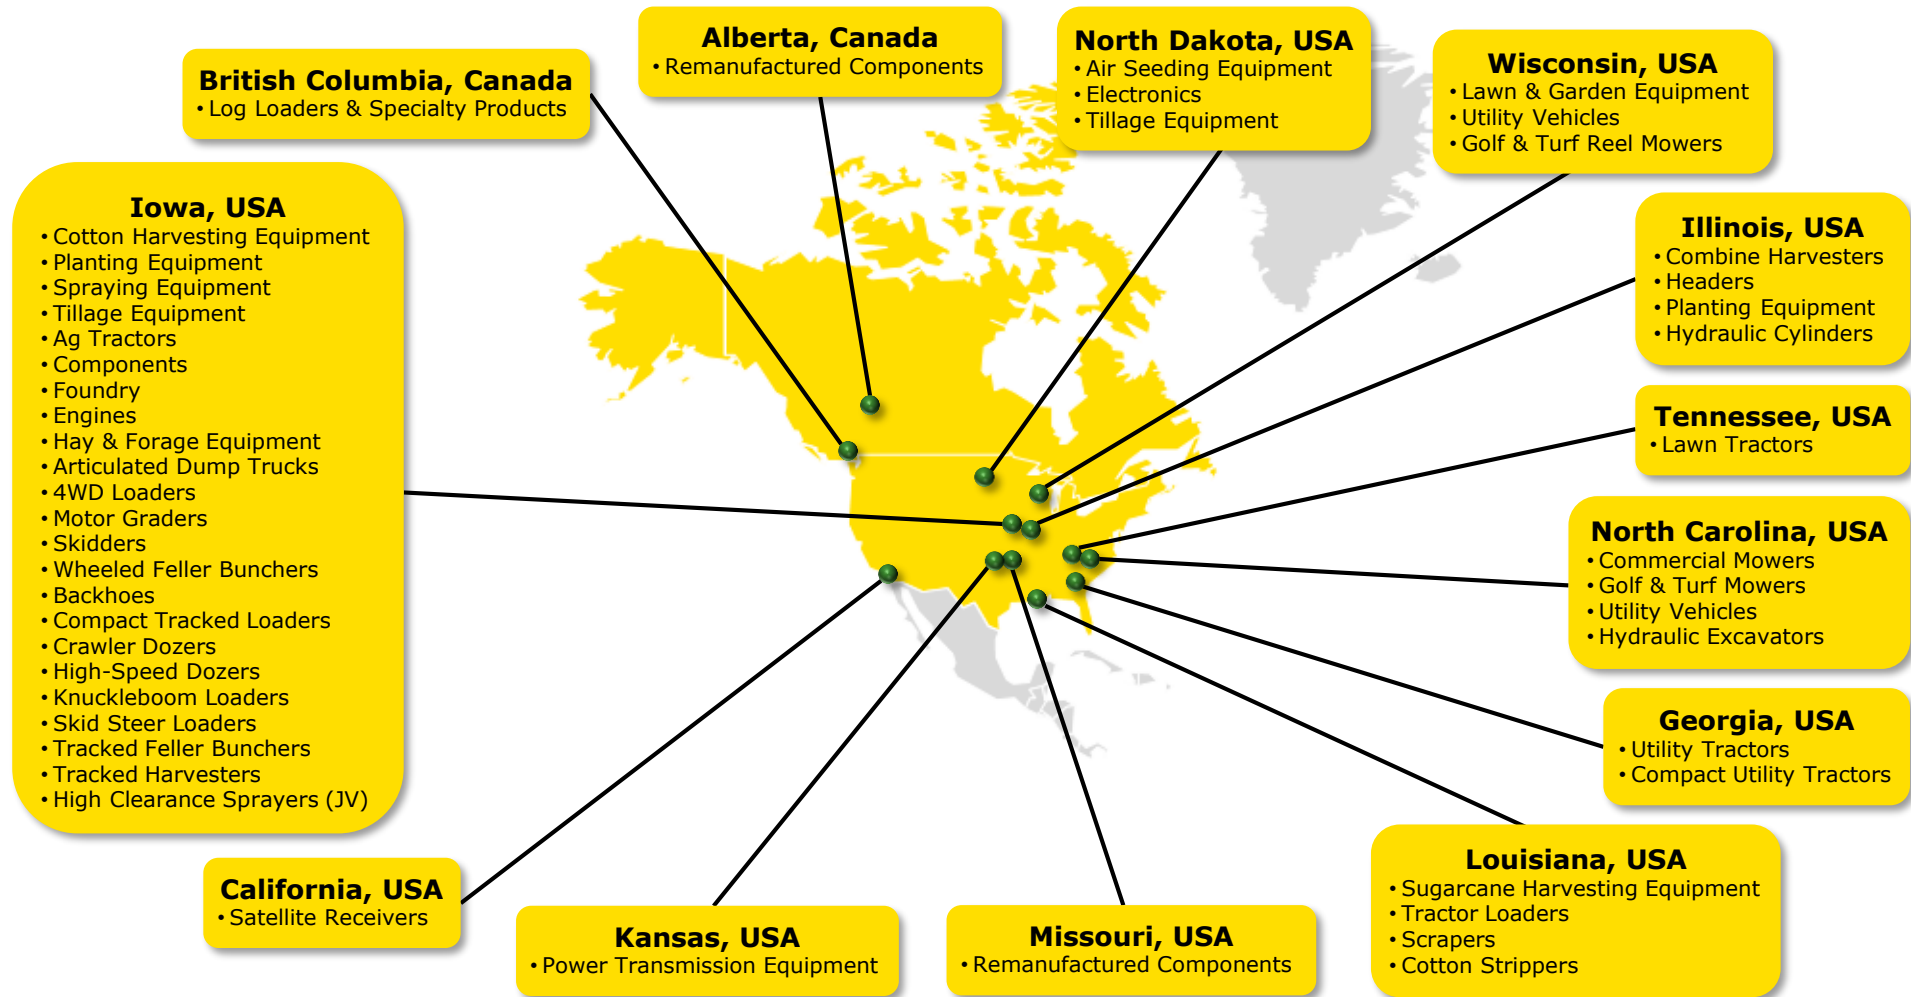 Alberta, Canada
• Remanufactured Components
North Dakota, USA
• Air Seeding Equipment
• Electronics
• Tillage Equipment
Wisconsin, USA
• Lawn & Garden Equipment
• Utility Vehicles
• Golf & Turf Reel Mowers
British Columbia, Canada
• Log Loaders & Specialty Products
Iowa, USA
• Cotton Harvesting Equipment
• Planting Equipment
• Spraying Equipment
• Tillage Equipment
• Ag Tractors
• Components
• Foundry
• Engines
• Hay & Forage Equipment
• Articulated Dump Trucks
• 4WD Loaders
• Motor Graders
• Skidders
• Wheeled Feller Bunchers
• Backhoes
• Compact Tracked Loaders
• Crawler Dozers
• High-Speed Dozers
• Knuckleboom Loaders
• Skid Steer Loaders
• Tracked Feller Bunchers
• Tracked Harvesters
• High Clearance Sprayers (JV)
Illinois, USA
• Combine Harvesters
• Headers
• Planting Equipment
• Hydraulic Cylinders
Tennessee, USA
• Lawn Tractors
North Carolina, USA
• Commercial Mowers
• Golf & Turf Mowers
• Utility Vehicles
• Hydraulic Excavators
Georgia, USA
• Utility Tractors
• Compact Utility Tractors
California, USA
• Satellite Receivers
Kansas, USA
• Power Transmission Equipment
Missouri, USA
• Remanufactured Components
Louisiana, USA
• Sugarcane Harvesting Equipment
• Tractor Loaders
• Scrapers
• Cotton Strippers